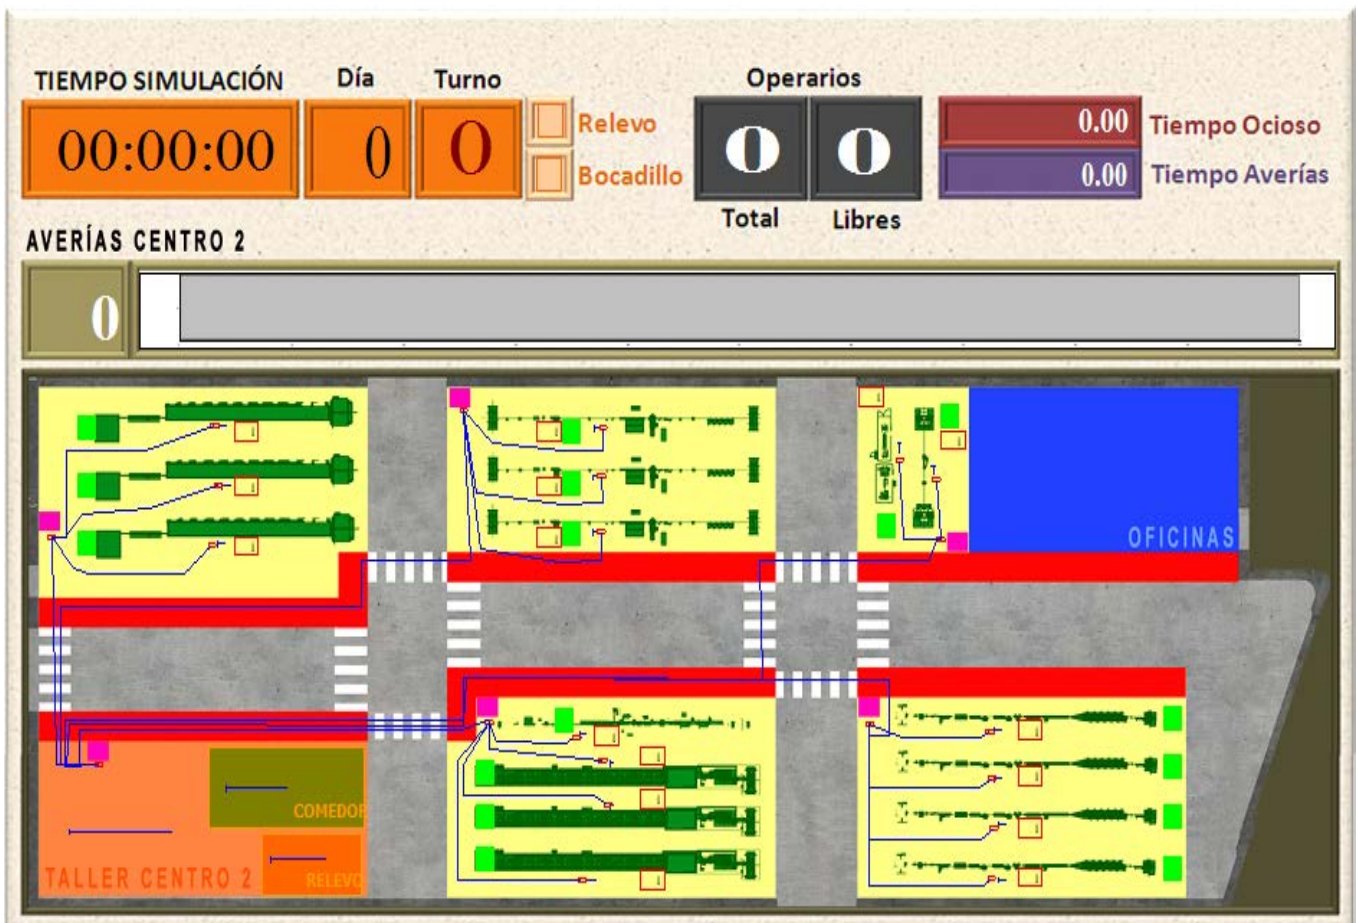 TIEMPO SIMULACIÓN Día Turno Operarios
00:00:00 0 0 Relevo 0 0 0.00 Tiempo Ocioso
Bocadillo 0.00 Tiempo Averías
Total Libres
AVERÍAS CENTRO 2
0
OFICINAS
COMEDOR
TALLER CENTRO 2 RELEVO